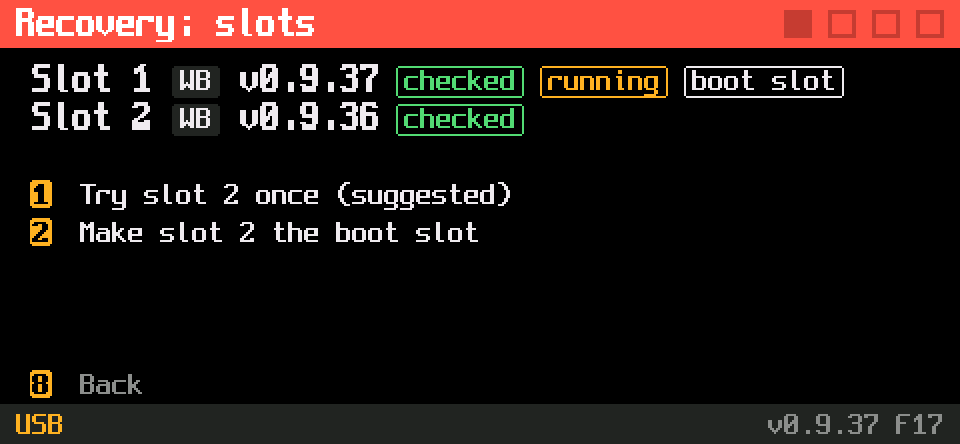 Recovery: slots
Slot 1 WB v0.9.37 checked running boot slot
Slot 2 WB v0.9.36 checked
1 Try slot 2 once (suggested)
2 Make slot 2 the boot slot
8 Back
USB v0.9.37 F17